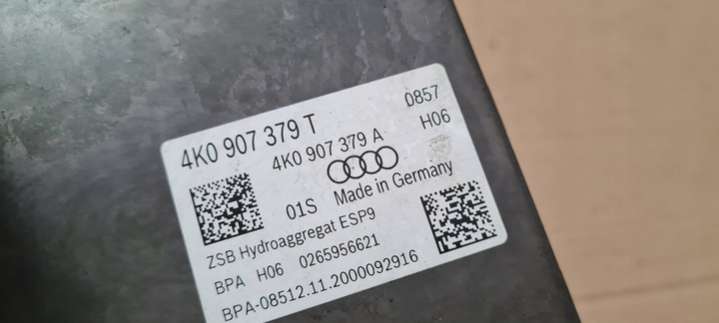 4K0 907 379 T
0857
4K0 907 379 A
H06
01S
Made in Germany
ZSB Hydroaggregat ESP9
BPA H06 0265956621
BPA-08512.11.2000092916